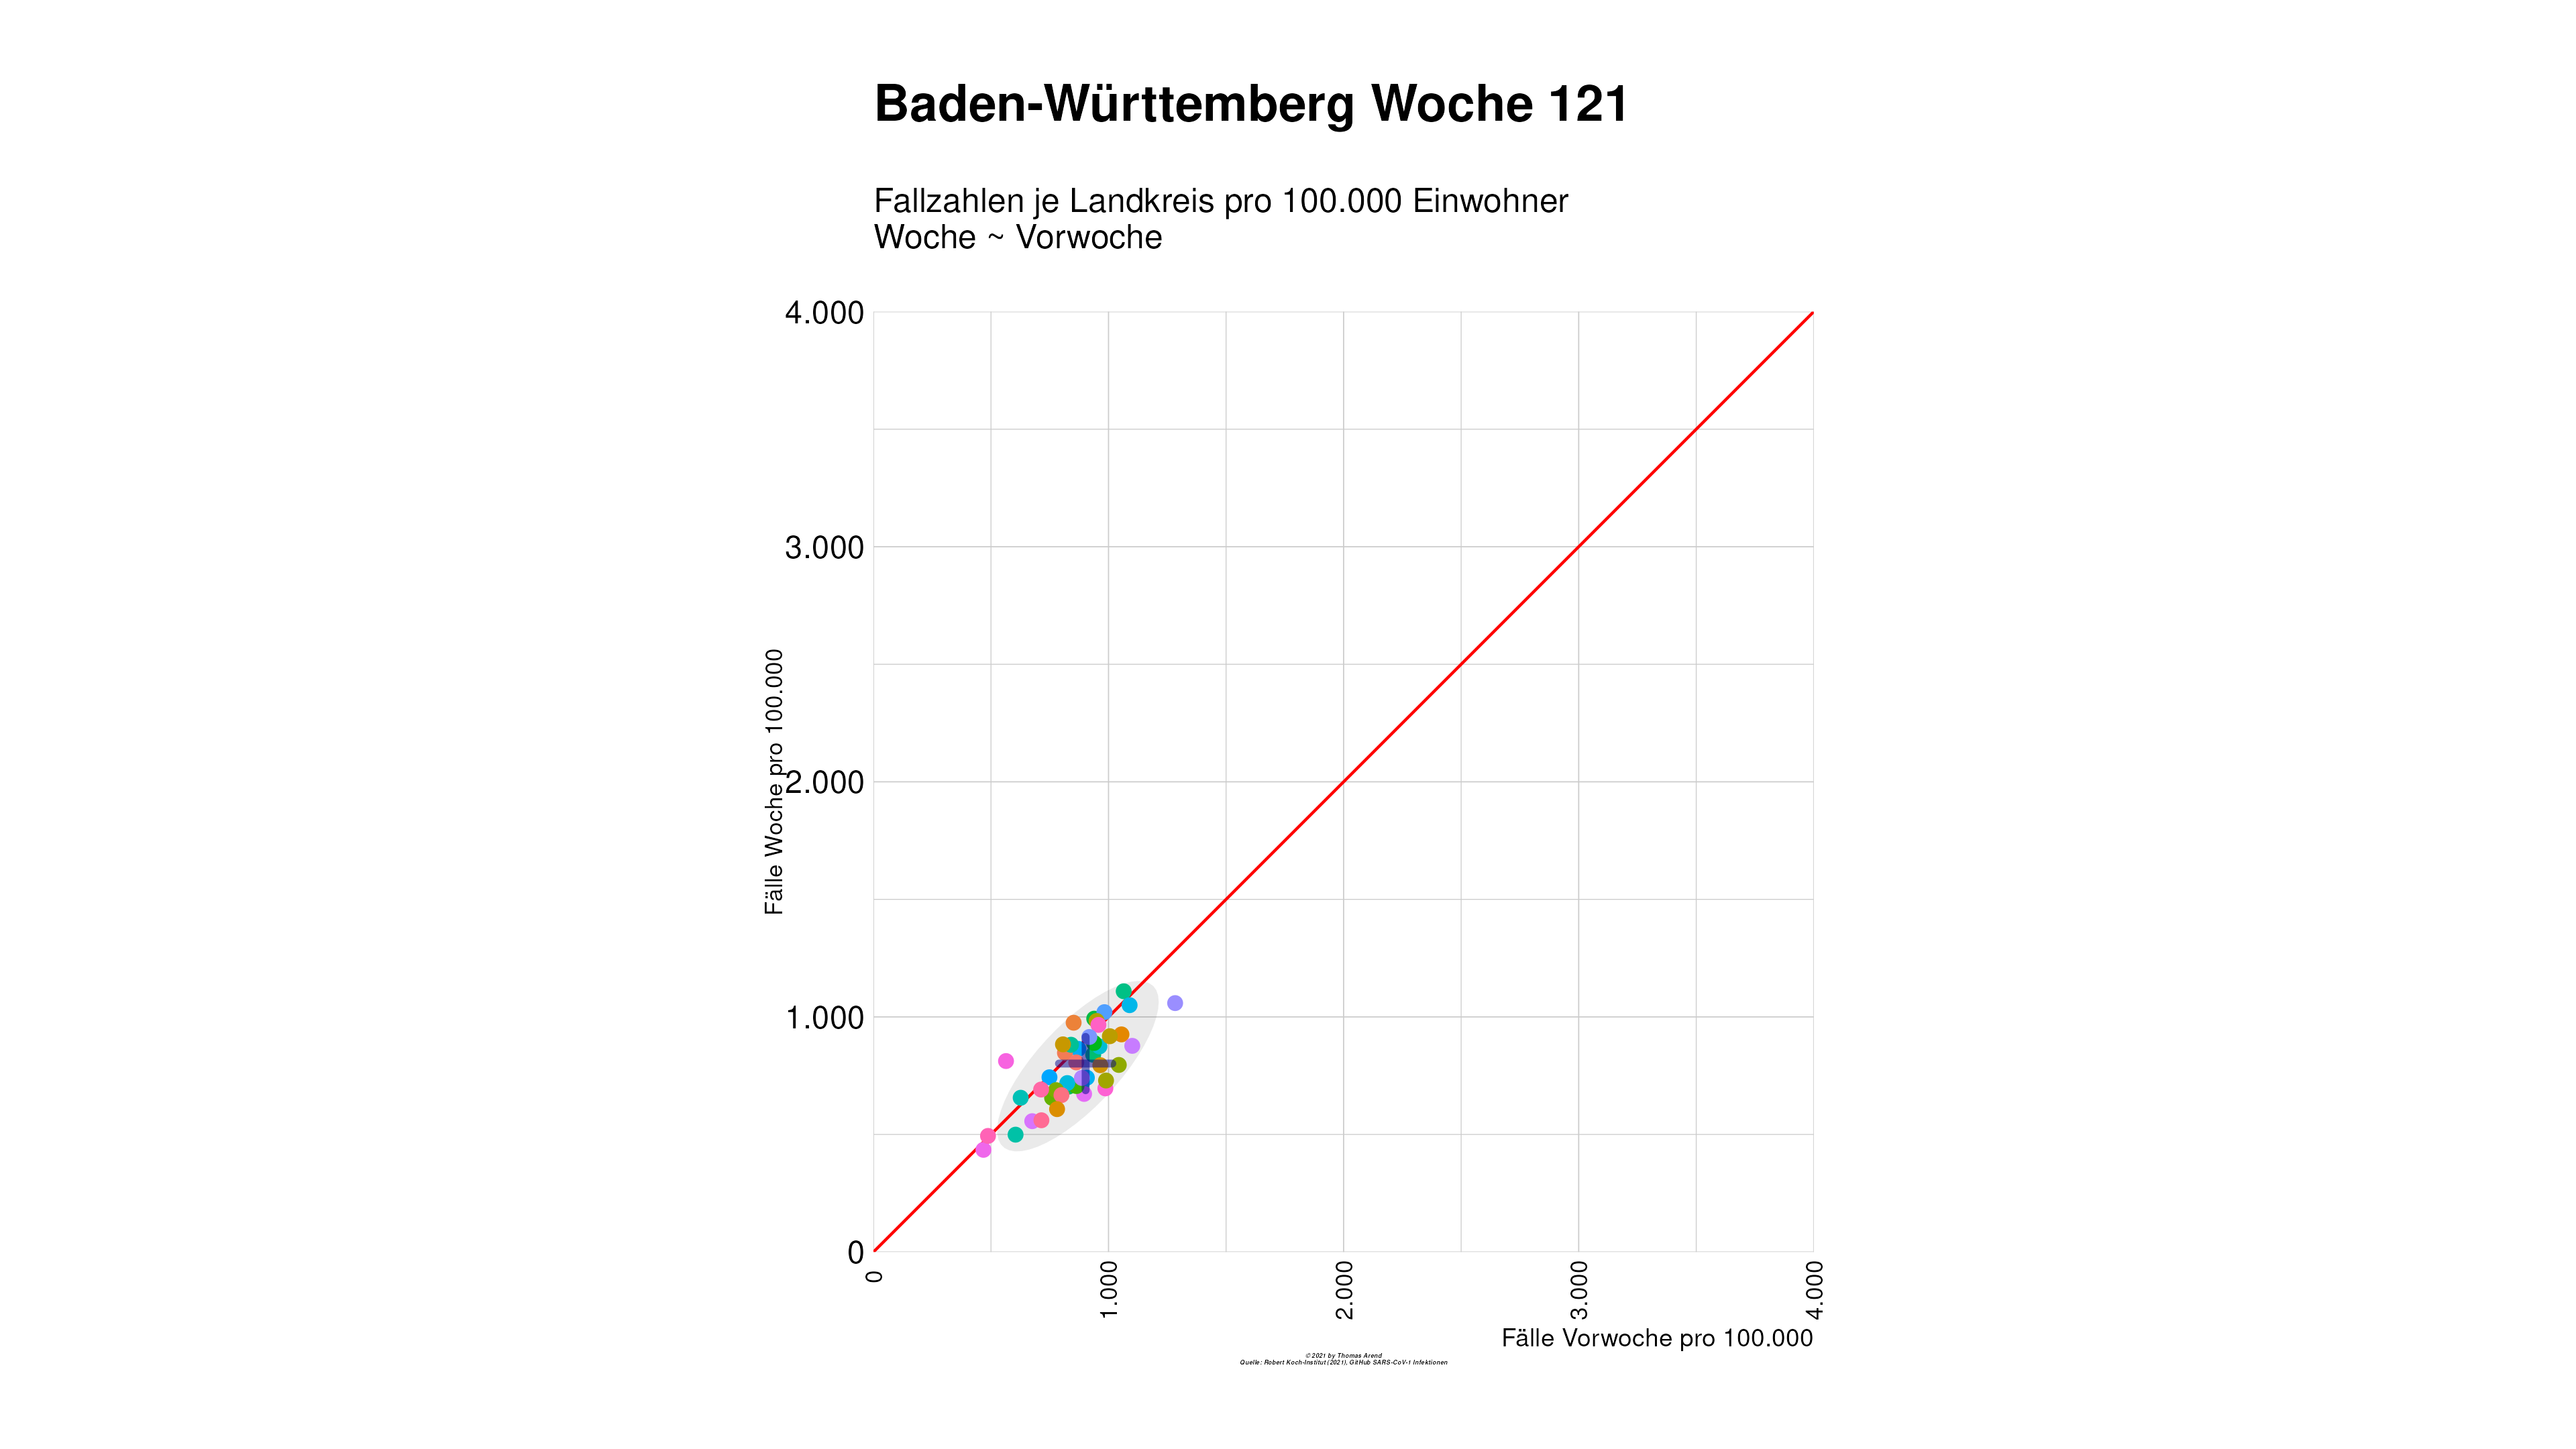 Baden-Württemberg Woche 121
Fallzahlen je Landkreis pro 100.000 Einwohner
Woche ~ Vorwoche
4.000
3.000
2.000
1.000
0
Fälle Woche pro 100.000
0
1.000
2.000
3.000
4.000
Fälle Vorwoche pro 100.000
© 2021 by Thomas Arend
Quelle: Robert Koch-Institut (2021), GitHub SARS-CoV-1 Infektionen